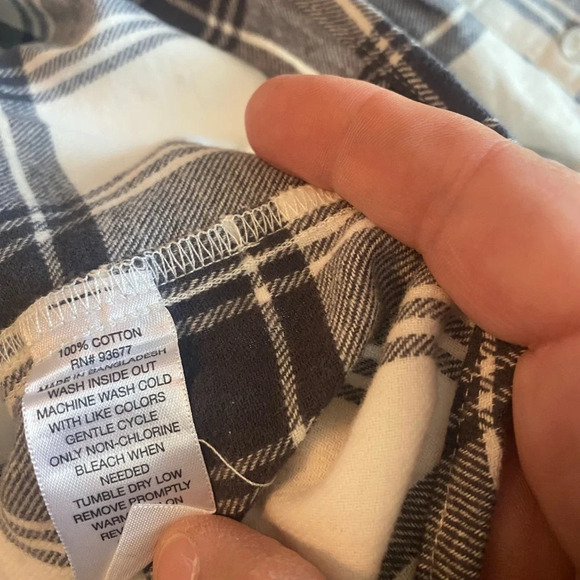 100% COTTON
RN# 93677
MADE IN BANGLADESH
WASH INSIDE OUT
MACHINE WASH COLD
WITH LIKE COLORS
GENTLE CYCLE
ONLY NON-CHLORINE
BLEACH WHEN
NEEDED
TUMBLE DRY LOW
REMOVE PROMPTLY
ON